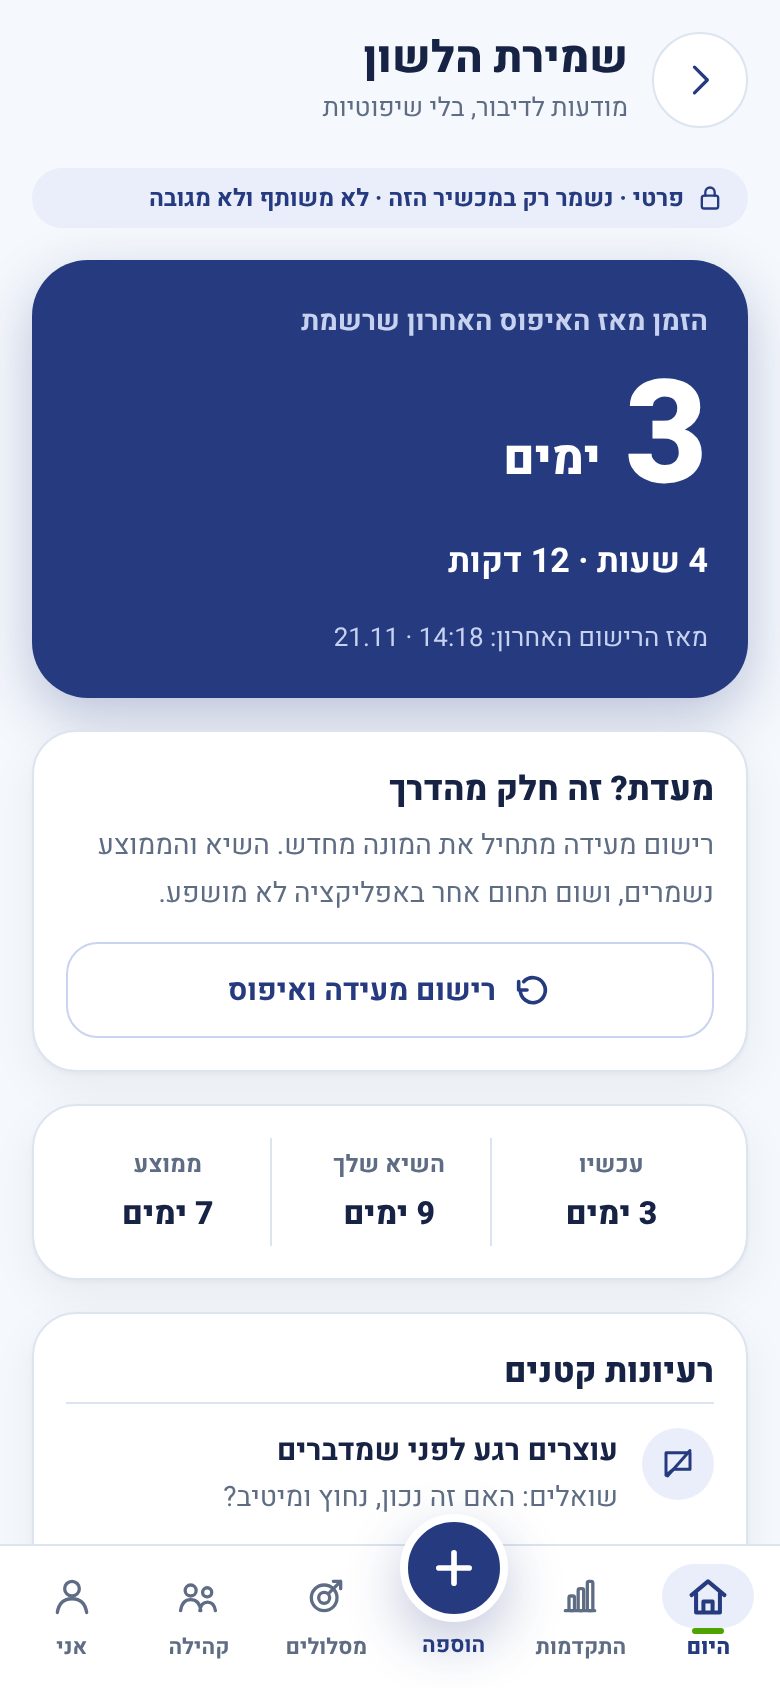 שמירת הלשון
מודעות לדיבור, בלי שיפוטיות
פרטי · נשמר רק במכשיר הזה · לא משותף ולא מגובה
הזמן מאז האיפוס האחרון שרשמת
3 ימים
4 שעות · 12 דקות
מאז הרישום האחרון: 14:18 · 21.11
מעדת? זה חלק מהדרך
רישום מעידה מתחיל את המונה מחדש. השיא והממוצע
נשמרים, ושום תחום אחר באפליקציה לא מושפע.
רישום מעידה ואיפוס
עכשיו
3 ימים
השיא שלך
9 ימים
ממוצע
7 ימים
רעיונות קטנים
עוצרים רגע לפני שמדברים
שואלים: האם זה נכון, נחוץ ומיטיב?
היום
התקדמות
הוספה
מסלולים
קהילה
אני